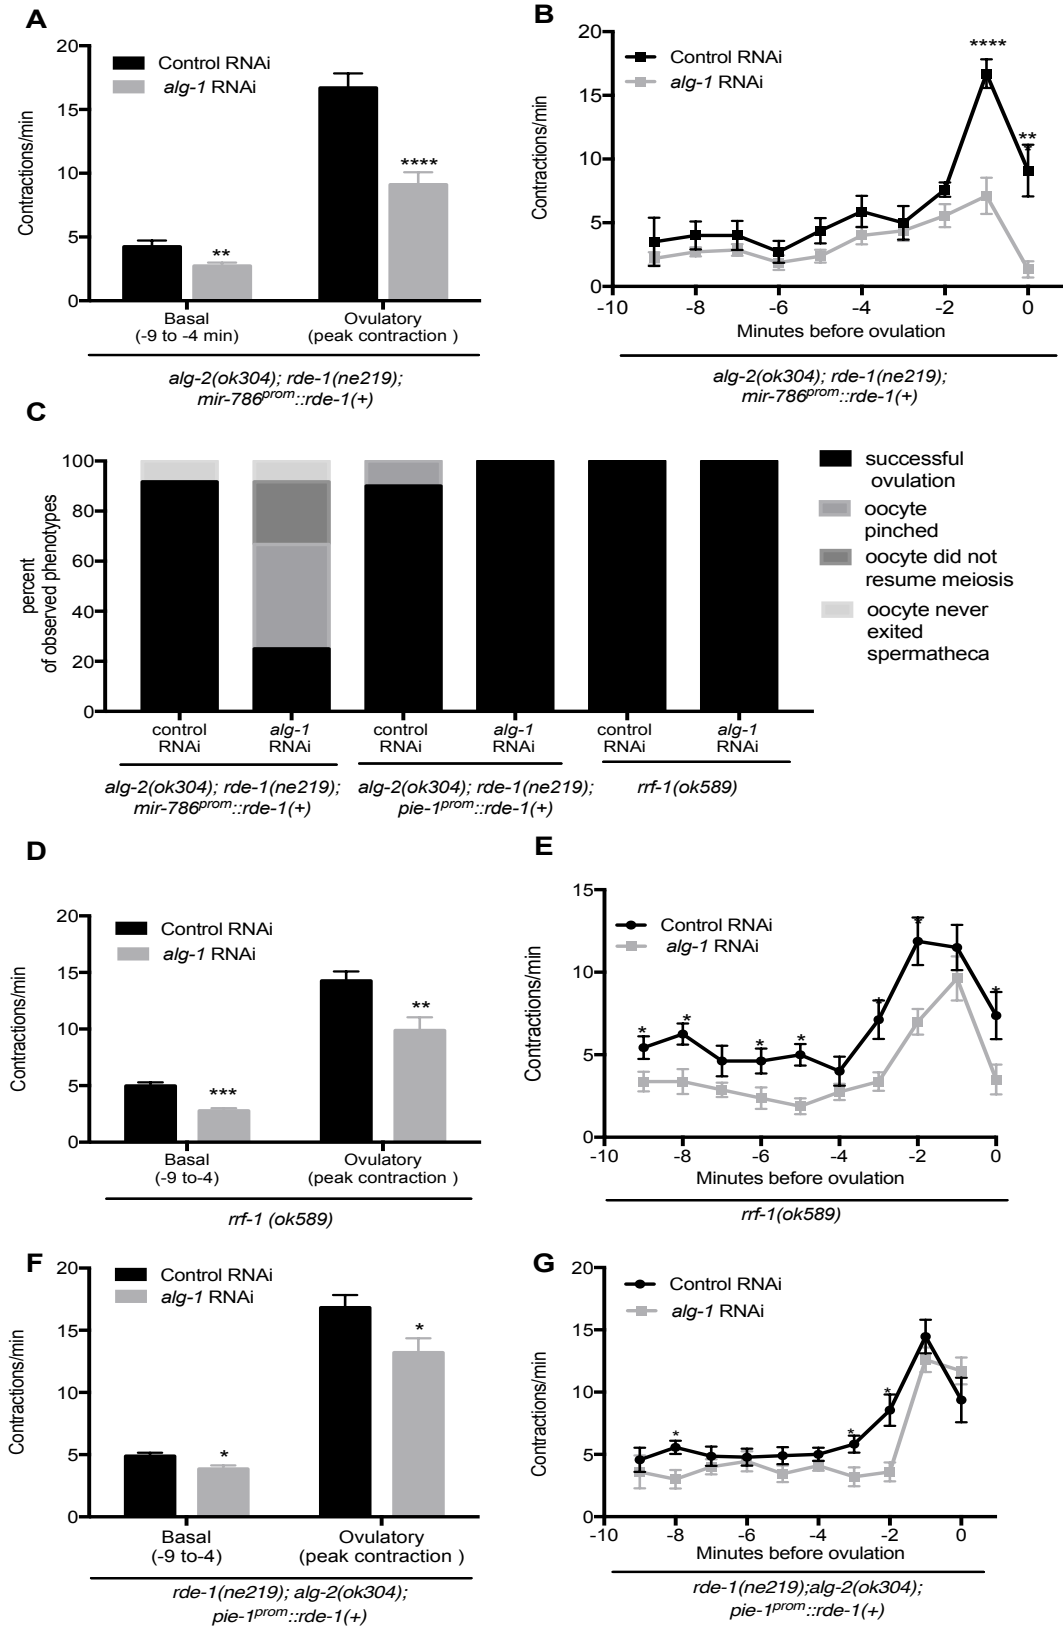 A
20
15
10
5
0
Contractions/min
Control RNAi
alg-1 RNAi
**
****
Basal
(-9 to -4 min)
Ovulatory
(peak contraction )
alg-2(ok304); rde-1(ne219);
mir-786prom::rde-1(+)
B
20
15
10
5
0
Contractions/min
Control RNAi
alg-1 RNAi
****
**
-10
-8
-6
-4
-2
0
Minutes before ovulation
alg-2(ok304); rde-1(ne219);
mir-786prom::rde-1(+)
C
100
80
60
40
20
0
percent
of observed phenotypes
successful
ovulation
oocyte
pinched
oocyte did not
resume meiosis
oocyte never
exited
spermatheca
control
RNAi
alg-1
RNAi
control
RNAi
alg-1
RNAi
control
RNAi
alg-1
RNAi
alg-2(ok304); rde-1(ne219);
mir-786prom::rde-1(+)
alg-2(ok304); rde-1(ne219);
pie-1prom::rde-1(+)
rrf-1(ok589)
D
20
15
10
5
0
Contractions/min
Control RNAi
alg-1 RNAi
***
**
Basal
(-9 to-4)
Ovulatory
(peak contraction )
rrf-1 (ok589)
E
15
10
5
0
Contractions/min
Control RNAi
alg-1 RNAi
*
*
*
*
*
*
*
-10
-8
-6
-4
-2
0
Minutes before ovulation
rrf-1(ok589)
F
20
15
10
5
0
Contractions/min
Control RNAi
alg-1 RNAi
*
*
Basal
(-9 to-4)
Ovulatory
(peak contraction )
rde-1(ne219); alg-2(ok304);
pie-1prom::rde-1(+)
G
20
15
10
5
0
Contractions/min
Control RNAi
alg-1 RNAi
*
*
*
-10
-8
-6
-4
-2
0
Minutes before ovulation
rde-1(ne219);alg-2(ok304);
pie-1prom::rde-1(+)